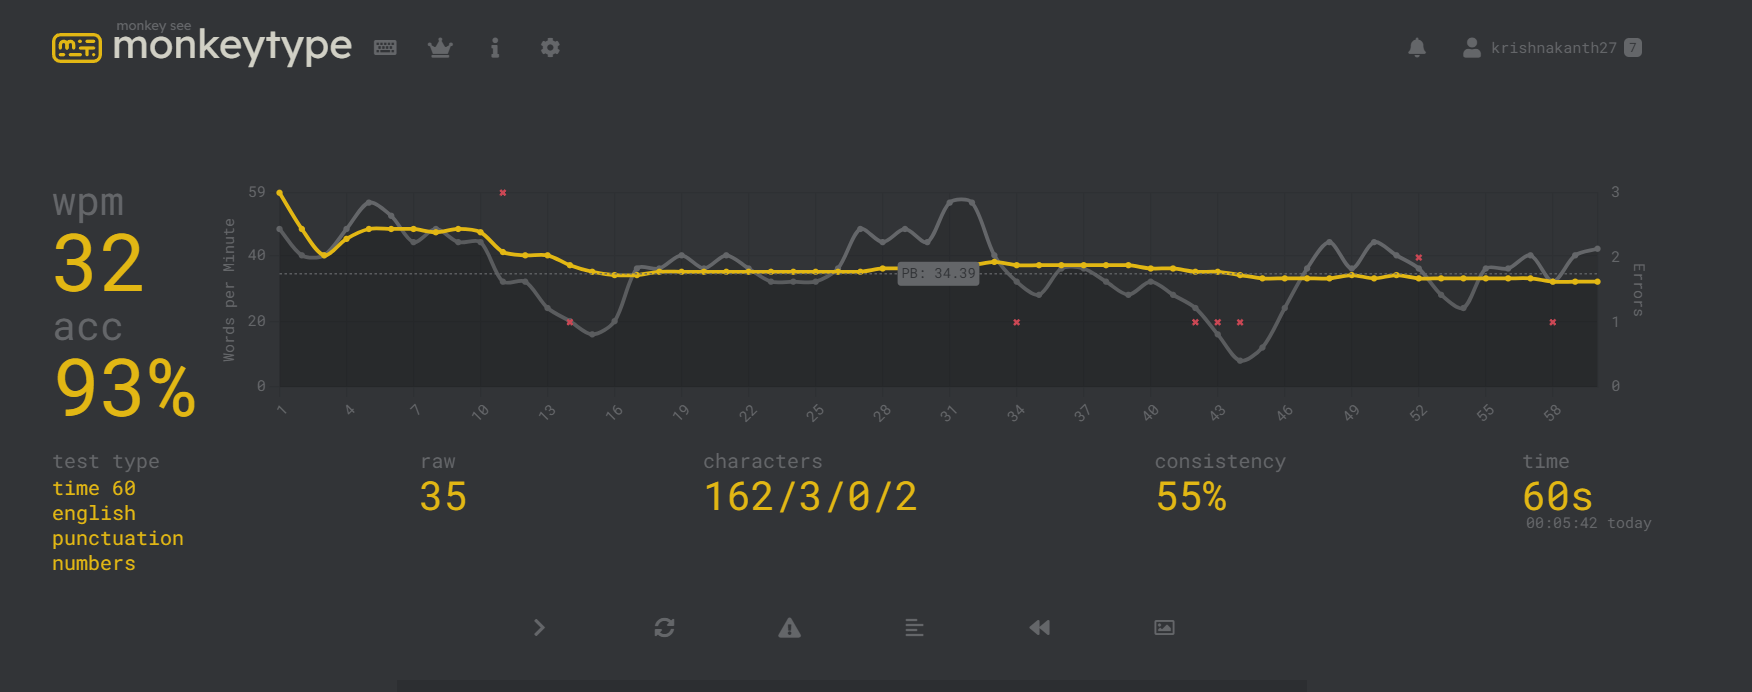 monkey see
monkeytype
krishnakanth27 7
wpm
32
acc
93%
Words per Minute
59
40
20
0
PB: 34.39
3
2
1
0
Errors
1 4 7 10 13 16 19 22 25 28 31 34 37 40 43 46 49 52 55 58
test type
time 60
english
punctuation
numbers
raw
35
characters
162/3/0/2
consistency
55%
time
60s
00:05:42 today